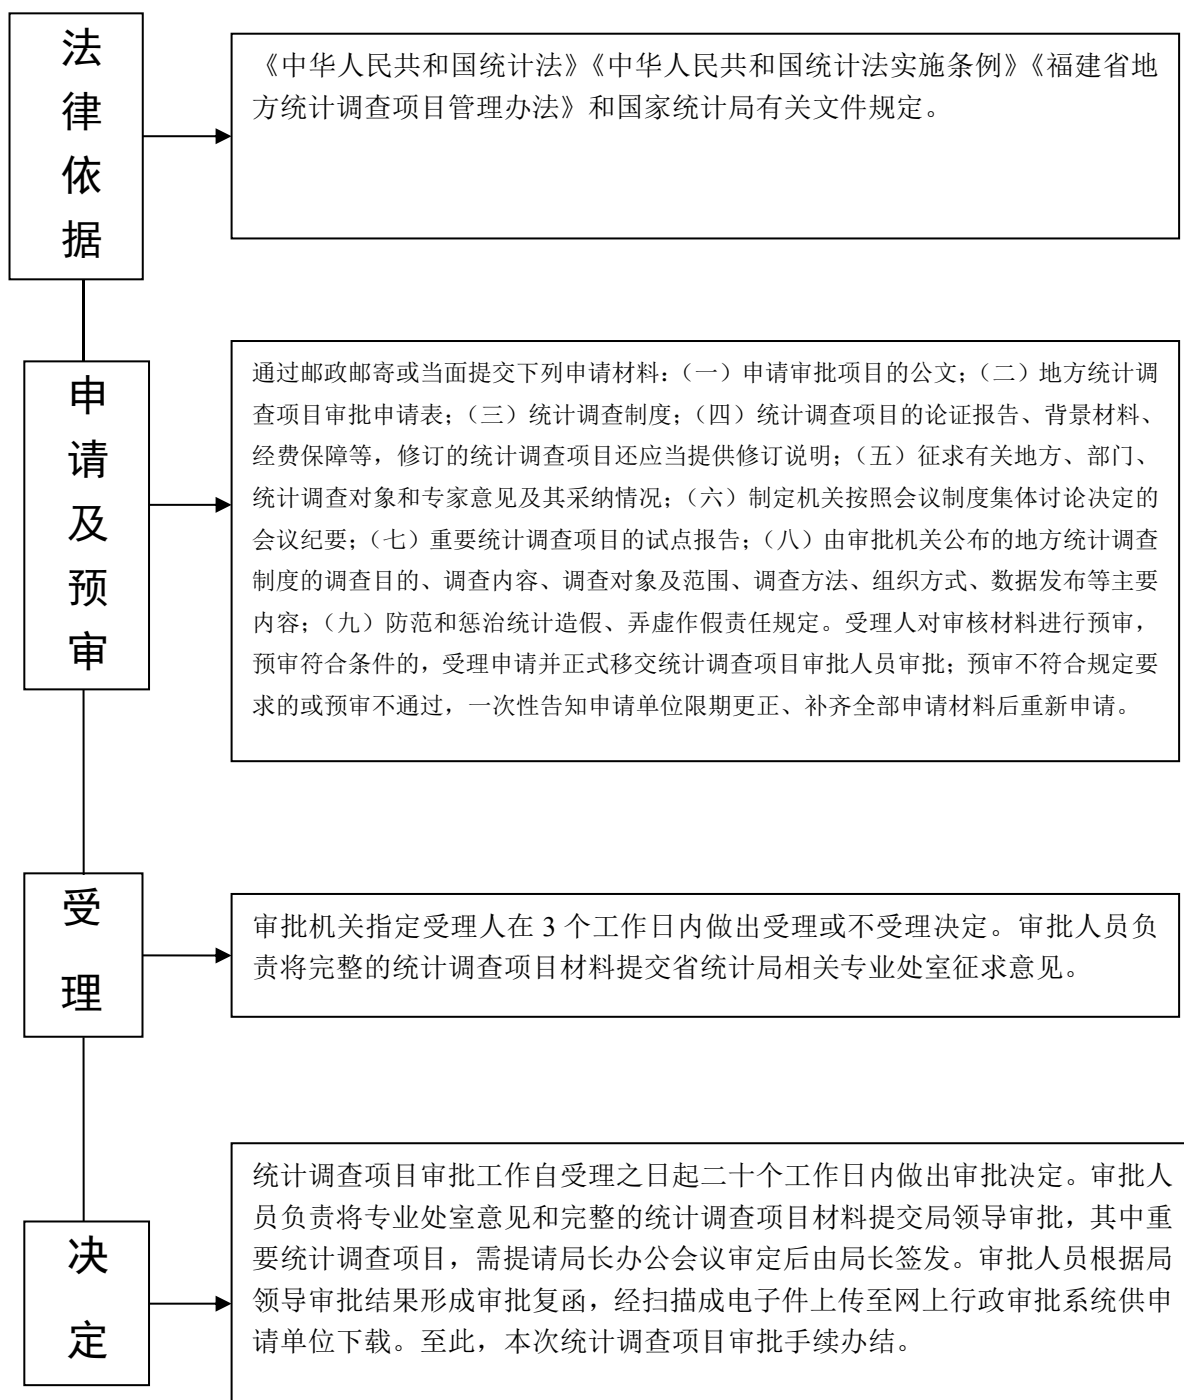 法
律
依
据
《中华人民共和国统计法》《中华人民共和国统计法实施条例》《福建省地
方统计调查项目管理办法》和国家统计局有关文件规定。
申
请
及
预
审
通过邮政邮寄或当面提交下列申请材料：（一）申请审批项目的公文；（二）地方统计调
查项目审批申请表；（三）统计调查制度；（四）统计调查项目的论证报告、背景材料、
经费保障等，修订的统计调查项目还应当提供修订说明；（五）征求有关地方、部门、
统计调查对象和专家意见及其采纳情况；（六）制定机关按照会议制度集体讨论决定的
会议纪要；（七）重要统计调查项目的试点报告；（八）由审批机关公布的地方统计调查
制度的调查目的、调查内容、调查对象及范围、调查方法、组织方式、数据发布等主要
内容；（九）防范和惩治统计造假、弄虚作假责任规定。受理人对审核材料进行预审，
预审符合条件的，受理申请并正式移交统计调查项目审批人员审批；预审不符合规定要
求的或预审不通过，一次性告知申请单位限期更正、补齐全部申请材料后重新申请。
受
理
审批机关指定受理人在 3 个工作日内做出受理或不受理决定。审批人员负
责将完整的统计调查项目材料提交省统计局相关专业处室征求意见。
决
定
统计调查项目审批工作自受理之日起二十个工作日内做出审批决定。审批人
员负责将专业处室意见和完整的统计调查项目材料提交局领导审批，其中重
要统计调查项目，需提请局长办公会议审定后由局长签发。审批人员根据局
领导审批结果形成审批复函，经扫描成电子件上传至网上行政审批系统供申
请单位下载。至此，本次统计调查项目审批手续办结。